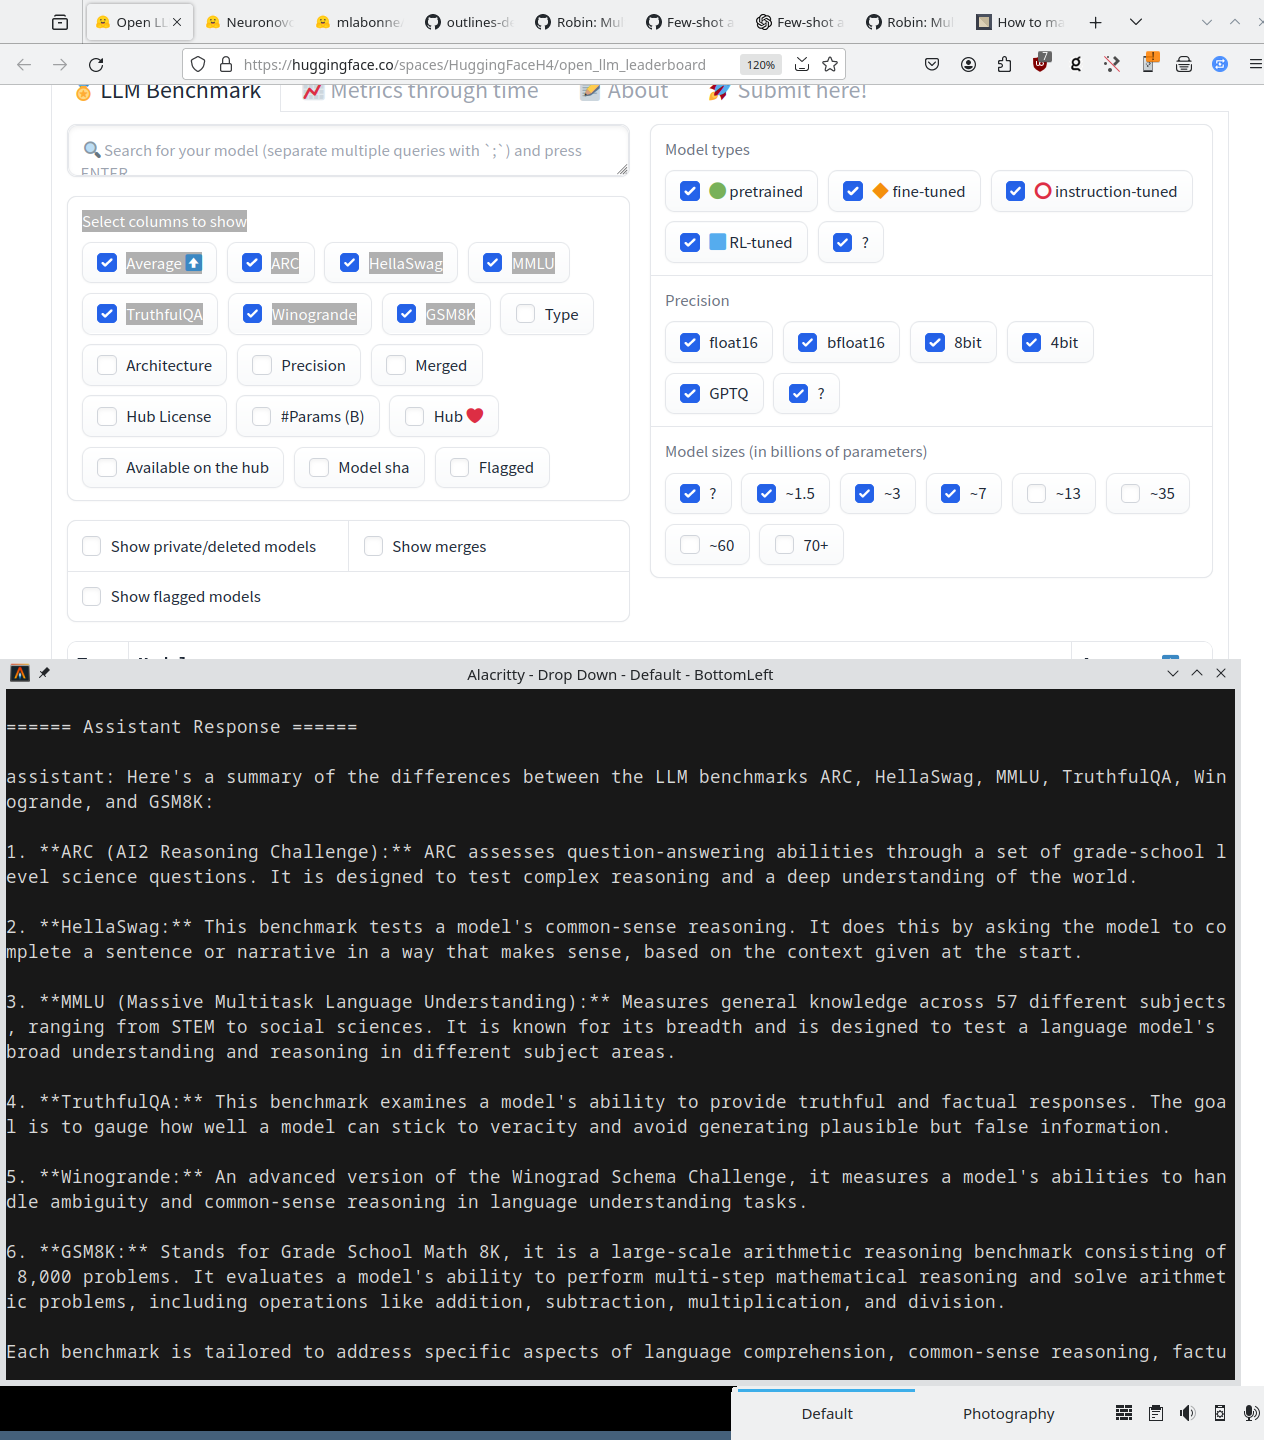 Open LL
Neuronovo
mlabonne/
outlines-de
Robin: Mul
Few-shot a
Few-shot a
Robin: Mul
How to ma
https://huggingface.co/spaces/HuggingFaceH4/open_llm_leaderboard
120%
7
LLM Benchmark
Metrics through time
About
Submit here!
Search for your model (separate multiple queries with `;`) and press
ENTER
Select columns to show
Average
ARC
HellaSwag
MMLU
TruthfulQA
Winogrande
GSM8K
Type
Architecture
Precision
Merged
Hub License
#Params (B)
Hub
Available on the hub
Model sha
Flagged
Show private/deleted models
Show merges
Show flagged models
Model types
pretrained
fine-tuned
instruction-tuned
RL-tuned
?
Precision
float16
bfloat16
8bit
4bit
GPTQ
?
Model sizes (in billions of parameters)
?
~1.5
~3
~7
~13
~35
~60
70+
Alacritty - Drop Down - Default - BottomLeft
====== Assistant Response ======
assistant: Here's a summary of the differences between the LLM benchmarks ARC, HellaSwag, MMLU, TruthfulQA, Win
ogrande, and GSM8K:
1. **ARC (AI2 Reasoning Challenge):** ARC assesses question-answering abilities through a set of grade-school l
evel science questions. It is designed to test complex reasoning and a deep understanding of the world.
2. **HellaSwag:** This benchmark tests a model's common-sense reasoning. It does this by asking the model to co
mplete a sentence or narrative in a way that makes sense, based on the context given at the start.
3. **MMLU (Massive Multitask Language Understanding):** Measures general knowledge across 57 different subjects
, ranging from STEM to social sciences. It is known for its breadth and is designed to test a language model's
broad understanding and reasoning in different subject areas.
4. **TruthfulQA:** This benchmark examines a model's ability to provide truthful and factual responses. The goa
l is to gauge how well a model can stick to veracity and avoid generating plausible but false information.
5. **Winogrande:** An advanced version of the Winograd Schema Challenge, it measures a model's abilities to han
dle ambiguity and common-sense reasoning in language understanding tasks.
6. **GSM8K:** Stands for Grade School Math 8K, it is a large-scale arithmetic reasoning benchmark consisting of
8,000 problems. It evaluates a model's ability to perform multi-step mathematical reasoning and solve arithmet
ic problems, including operations like addition, subtraction, multiplication, and division.
Each benchmark is tailored to address specific aspects of language comprehension, common-sense reasoning, factu
Default
Photography